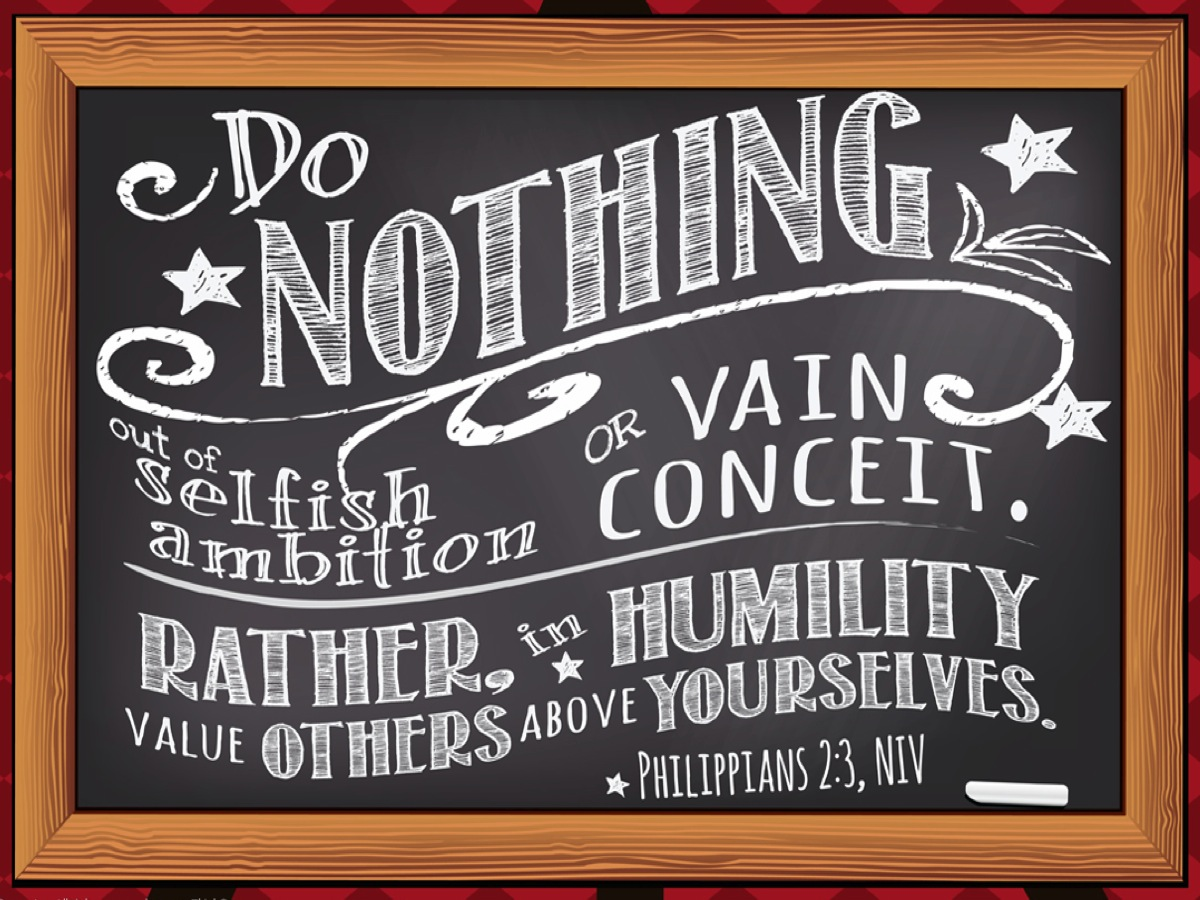 Do
NOTHING
out of
selfish
ambition
OR VAIN
CONCEIT.
RATHER, in HUMILITY
VALUE OTHERS ABOVE YOURSELVES.
PHILIPPIANS 2:3, NIV